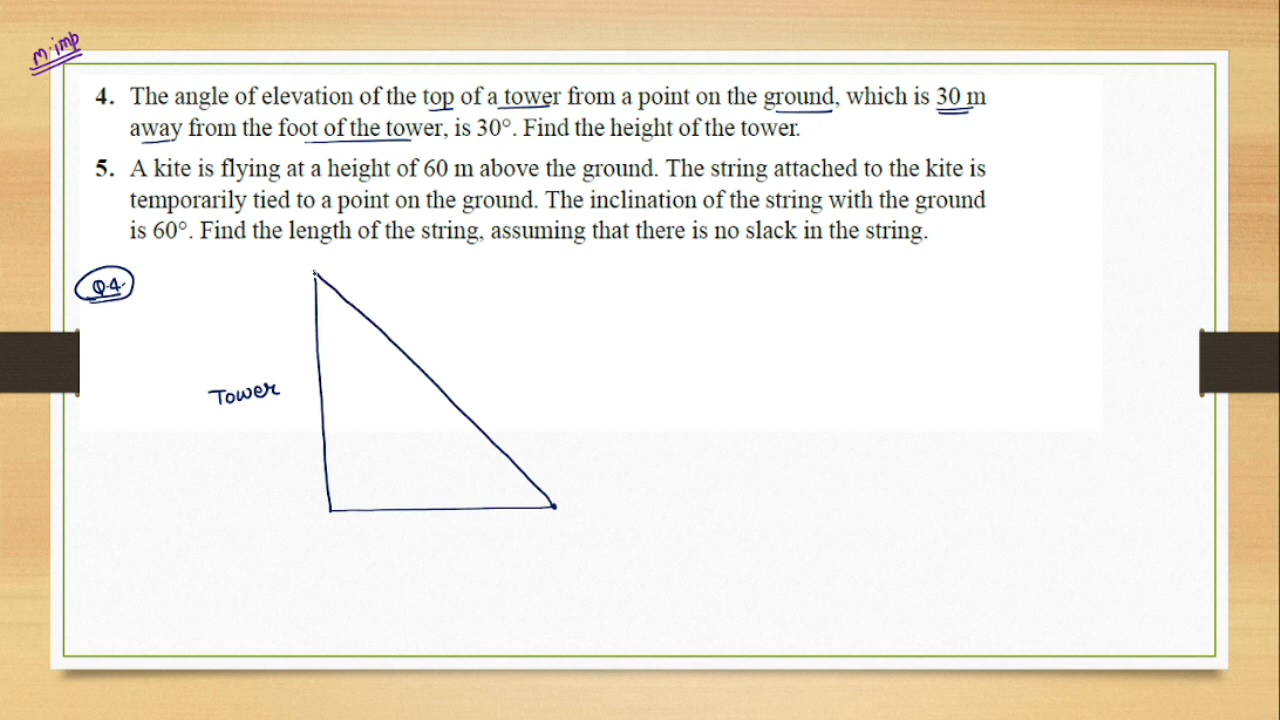 M.imp
4. The angle of elevation of the top of a tower from a point on the ground, which is 30 m
away from the foot of the tower, is 30°. Find the height of the tower.
5. A kite is flying at a height of 60 m above the ground. The string attached to the kite is
temporarily tied to a point on the ground. The inclination of the string with the ground
is 60°. Find the length of the string, assuming that there is no slack in the string.
Q.4.
Tower